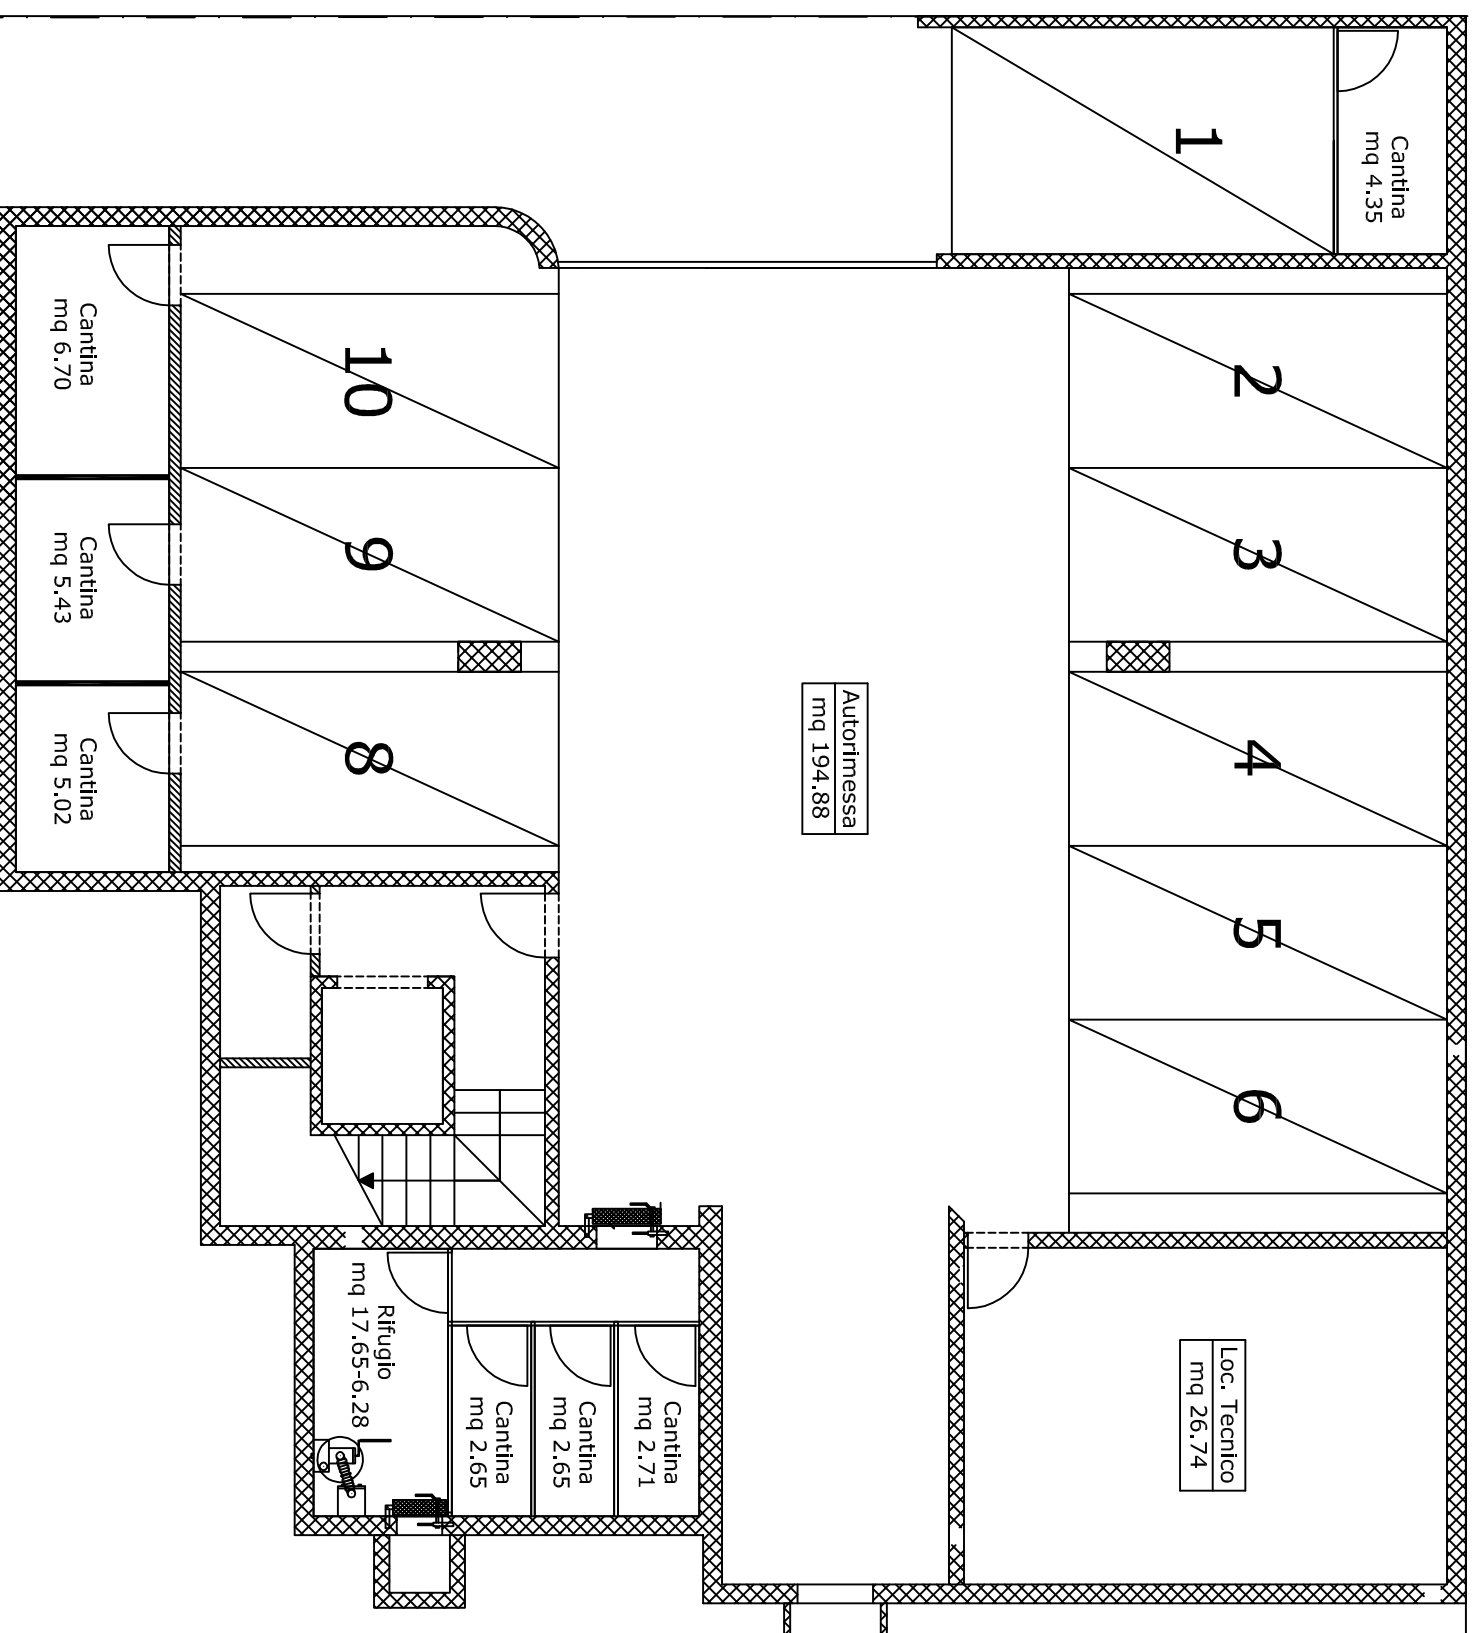 1
Cantina
mq 4.35
2
3
4
5
6
Autorimessa
mq 194.88
10
9
8
Cantina
mq 6.70
Cantina
mq 5.43
Cantina
mq 5.02
Loc. Tecnico
mq 26.74
Cantina
mq 2.71
Cantina
mq 2.65
Cantina
mq 2.65
Rifugio
mq 17.65-6.28